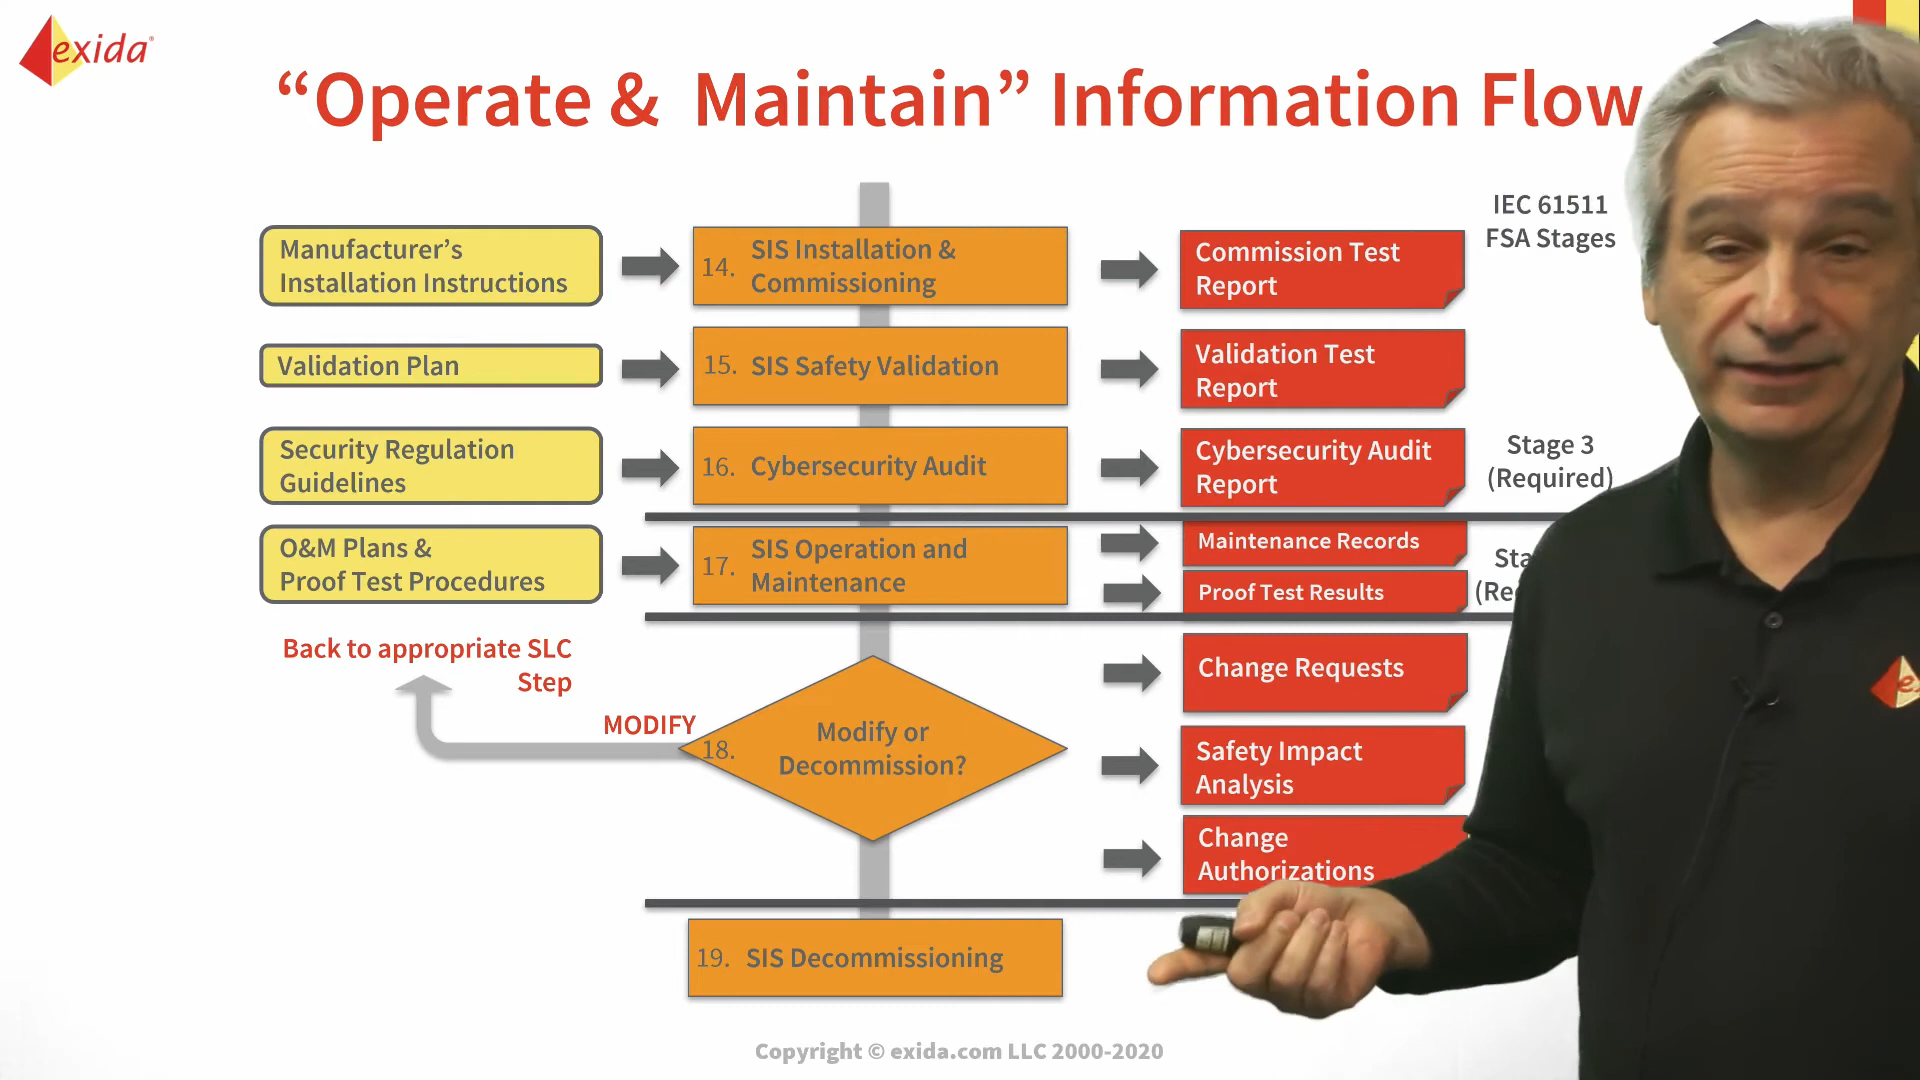 exida
“Operate & Maintain” Information Flow
IEC 61511
FSA Stages
Manufacturer’s
Installation Instructions
14. SIS Installation &
Commissioning
Commission Test
Report
Validation Plan
15. SIS Safety Validation
Validation Test
Report
Security Regulation
Guidelines
16. Cybersecurity Audit
Cybersecurity Audit
Report
Stage 3
(Required)
O&M Plans &
Proof Test Procedures
17. SIS Operation and
Maintenance
Maintenance Records
Proof Test Results
Back to appropriate SLC
Step
MODIFY
18. Modify or
Decommission?
Change Requests
Safety Impact
Analysis
Change
Authorizations
19. SIS Decommissioning
Copyright © exida.com LLC 2000-2020